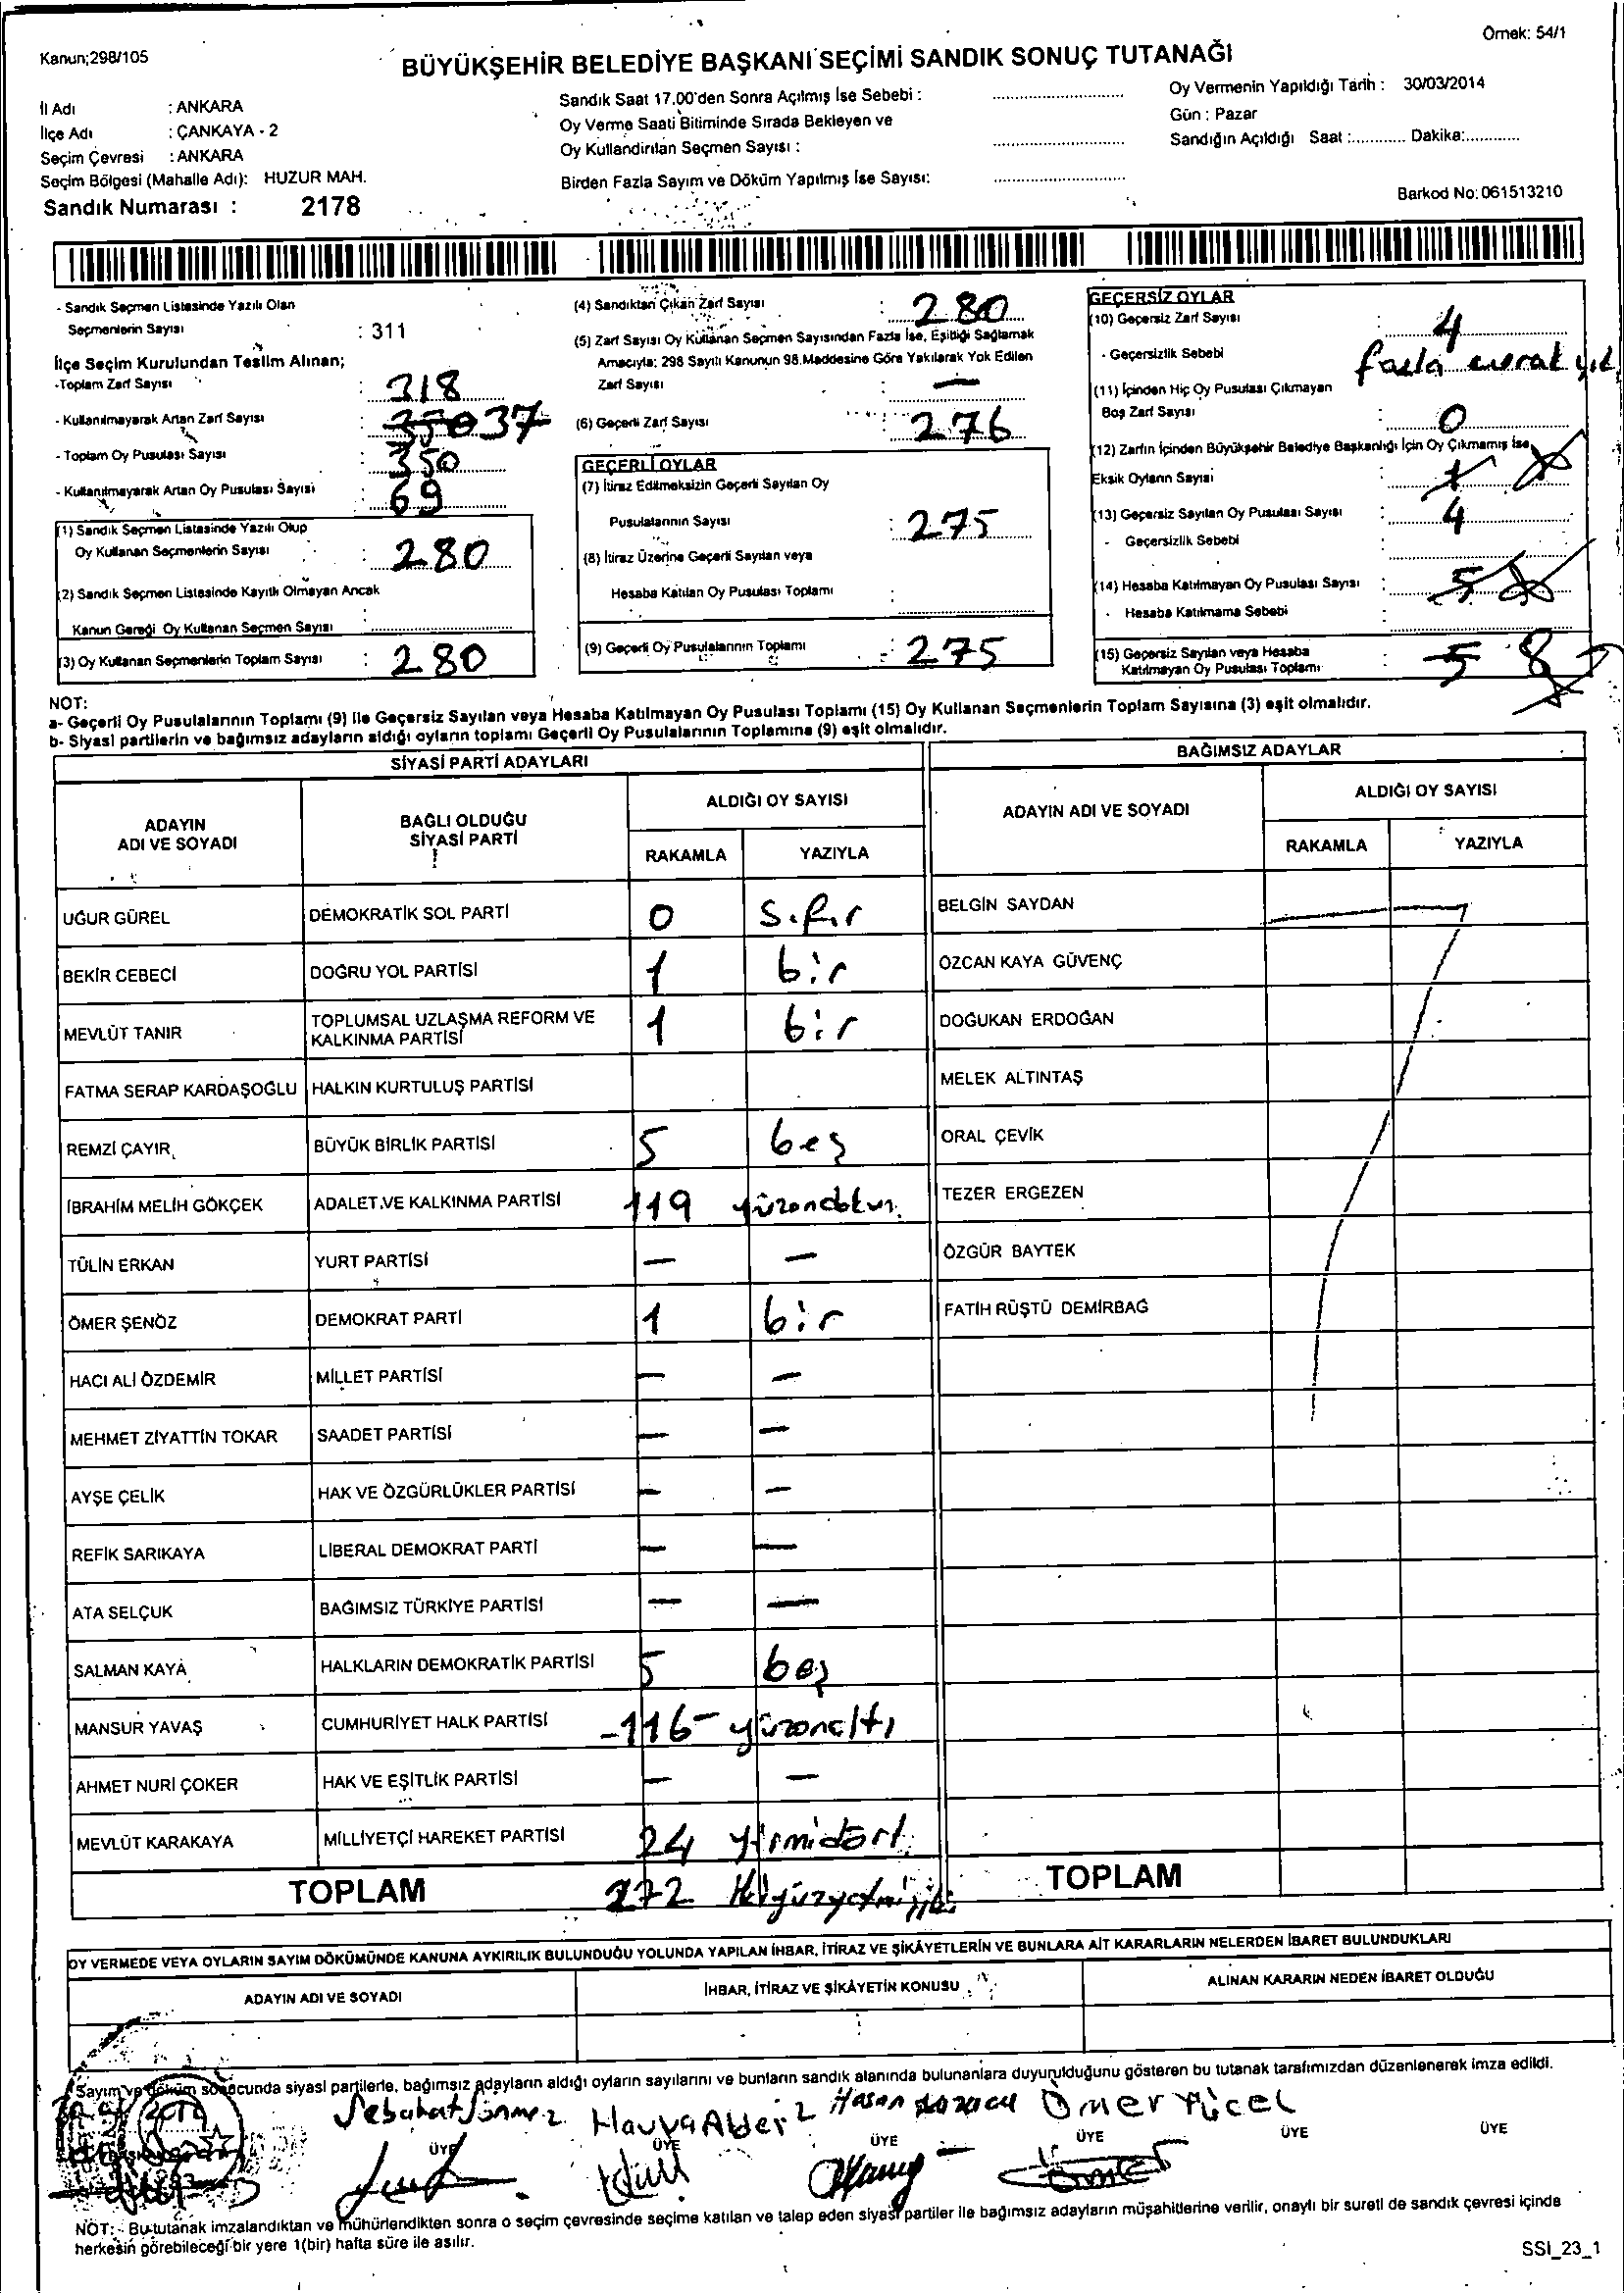 Örnek: 54/1
Kanun;298/105
BÜYÜKŞEHİR BELEDİYE BAŞKANI SEÇİMİ SANDIK SONUÇ TUTANAĞI
İl Adı : ANKARA
İlçe Adı : ÇANKAYA - 2
Seçim Çevresi : ANKARA
Seçim Bölgesi (Mahalle Adı): HUZUR MAH.
Sandık Numarası : 2178
Sandık Saat 17.00'den Sonra Açılmış İse Sebebi :
Oy Verme Saati Bitiminde Sırada Bekleyen ve
Oy Kullandırılan Seçmen Sayısı :
Birden Fazla Sayım ve Döküm Yapılmış İse Sayısı:
Oy Vermenin Yapıldığı Tarih : 30/03/2014
Gün : Pazar
Sandığın Açıldığı Saat :............ Dakika:............
Barkod No: 061513210
- Sandık Seçmen Listesinde Yazılı Olan
Seçmenlerin Sayısı : 311
İlçe Seçim Kurulundan Teslim Alınan;
-Toplam Zarf Sayısı : 318
- Kullanılmayarak Artan Zarf Sayısı : 37
- Toplam Oy Pusulası Sayısı : 350
- Kullanılmayarak Artan Oy Pusulası Sayısı : 69
(1) Sandık Seçmen Listesinde Yazılı Olup
Oy Kullanan Seçmenlerin Sayısı : 280
(2) Sandık Seçmen Listesinde Kayıtlı Olmayan Ancak
Kanun Gereği Oy Kullanan Seçmen Sayısı
(3) Oy Kullanan Seçmenlerin Toplam Sayısı : 280
(4) Sandıktan Çıkan Zarf Sayısı : 280
(5) Zarf Sayısı Oy Kullanan Seçmen Sayısından Fazla İse, Eşitliği Sağlamak
Amacıyla; 298 Sayılı Kanunun 98.Maddesine Göre Yakılarak Yok Edilen
Zarf Sayısı : —
(6) Geçerli Zarf Sayısı : 276
GEÇERLİ OYLAR
(7) İtiraz Edilmeksizin Geçerli Sayılan Oy
Pusulalarının Sayısı : 275
(8) İtiraz Üzerine Geçerli Sayılan veya
Hesaba Katılan Oy Pusulası Toplamı :
(9) Geçerli Oy Pusulalarının Toplamı : 275
GEÇERSİZ OYLAR
(10) Geçersiz Zarf Sayısı : 4
- Geçersizlik Sebebi fazla evrak
(11) İçinden Hiç Oy Pusulası Çıkmayan
Boş Zarf Sayısı : 0
(12) Zarfın İçinden Büyükşehir Belediye Başkanlığı İçin Oy Çıkmamış İse,
Eksik Oyların Sayısı : 1
(13) Geçersiz Sayılan Oy Pusulası Sayısı : 4
- Geçersizlik Sebebi
(14) Hesaba Katılmayan Oy Pusulası Sayısı : 5
- Hesaba Katılmama Sebebi :
(15) Geçersiz Sayılan veya Hesaba
Katılmayan Oy Pusulası Toplamı : 5 8
NOT:
a- Geçerli Oy Pusulalarının Toplamı (9) ile Geçersiz Sayılan veya Hesaba Katılmayan Oy Pusulası Toplamı (15) Oy Kullanan Seçmenlerin Toplam Sayısına (3) eşit olmalıdır.
b- Siyasi partilerin ve bağımsız adayların aldığı oyların toplamı Geçerli Oy Pusulalarının Toplamına (9) eşit olmalıdır.
SİYASİ PARTİ ADAYLARI
ADAYIN ADI VE SOYADI BAĞLI OLDUĞU SİYASİ PARTİ ALDIĞI OY SAYISI
RAKAMLA YAZIYLA
UĞUR GÜREL DEMOKRATİK SOL PARTİ 0 sıfır
BEKİR CEBECİ DOĞRU YOL PARTİSİ 1 bir
MEVLÜT TANIR TOPLUMSAL UZLAŞMA REFORM VE KALKINMA PARTİSİ 1 bir
FATMA SERAP KARDAŞOĞLU HALKIN KURTULUŞ PARTİSİ
REMZİ ÇAYIR BÜYÜK BİRLİK PARTİSİ 5 beş
İBRAHİM MELİH GÖKÇEK ADALET VE KALKINMA PARTİSİ 119 yüzondokuz
TÜLİN ERKAN YURT PARTİSİ — —
ÖMER ŞENÖZ DEMOKRAT PARTİ 1 bir
HACI ALİ ÖZDEMİR MİLLET PARTİSİ — —
MEHMET ZİYATTİN TOKAR SAADET PARTİSİ — —
AYŞE ÇELİK HAK VE ÖZGÜRLÜKLER PARTİSİ — —
REFİK SARIKAYA LİBERAL DEMOKRAT PARTİ — —
ATA SELÇUK BAĞIMSIZ TÜRKİYE PARTİSİ — —
SALMAN KAYA HALKLARIN DEMOKRATİK PARTİSİ 5 beş
MANSUR YAVAŞ CUMHURİYET HALK PARTİSİ -116- yüzonaltı
AHMET NURİ ÇOKER HAK VE EŞİTLİK PARTİSİ — —
MEVLÜT KARAKAYA MİLLİYETÇİ HAREKET PARTİSİ 24 yirmidört
TOPLAM 272 ikiyüzyetmişiki
BAĞIMSIZ ADAYLAR
ADAYIN ADI VE SOYADI ALDIĞI OY SAYISI
RAKAMLA YAZIYLA
BELGİN SAYDAN
ÖZCAN KAYA GÜVENÇ
DOĞUKAN ERDOĞAN
MELEK ALTINTAŞ
ORAL ÇEVİK
TEZER ERGEZEN
ÖZGÜR BAYTEK
FATİH RÜŞTÜ DEMİRBAĞ
TOPLAM
OY VERMEDE VEYA OYLARIN SAYIM DÖKÜMÜNDE KANUNA AYKIRILIK BULUNDUĞU YOLUNDA YAPILAN İHBAR, İTİRAZ VE ŞİKÂYETLERİN VE BUNLARA AİT KARARLARIN NELERDEN İBARET BULUNDUKLARI
ADAYIN ADI VE SOYADI İHBAR, İTİRAZ VE ŞİKÂYETİN KONUSU ALINAN KARARIN NEDEN İBARET OLDUĞU
Sayım ve döküm sonucunda siyasi partilerle, bağımsız adayların aldığı oyların sayılarını ve bunların sandık alanında bulunanlara duyurulduğunu gösteren bu tutanak tarafımızdan düzenlenerek imza edildi.
Sebahat Havva Hasan Ömer Yücel
ÜYE ÜYE ÜYE ÜYE ÜYE ÜYE
NOT:- Bu tutanak imzalandıktan ve mühürlendikten sonra o seçim çevresinde seçime katılan ve talep eden siyasi partiler ile bağımsız adayların müşahitlerine verilir, onaylı bir sureti de sandık çevresi içinde
herkesin görebileceği bir yere 1(bir) hafta süre ile asılır.
SSI_23_1